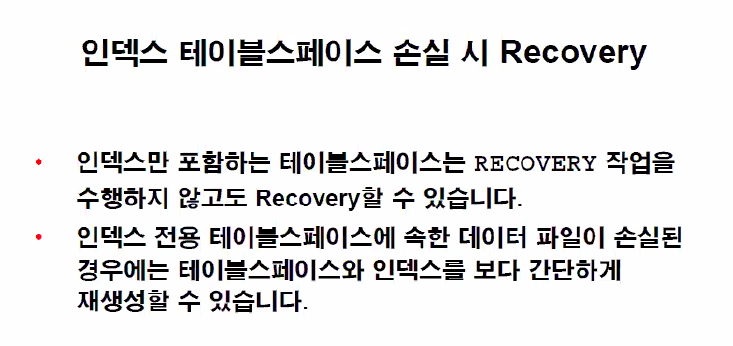 인덱스 테이블스페이스 손실 시 Recovery
• 인덱스만 포함하는 테이블스페이스는 RECOVERY 작업을
수행하지 않고도 Recovery할 수 있습니다.
• 인덱스 전용 테이블스페이스에 속한 데이터 파일이 손실된
경우에는 테이블스페이스와 인덱스를 보다 간단하게
재생성할 수 있습니다.